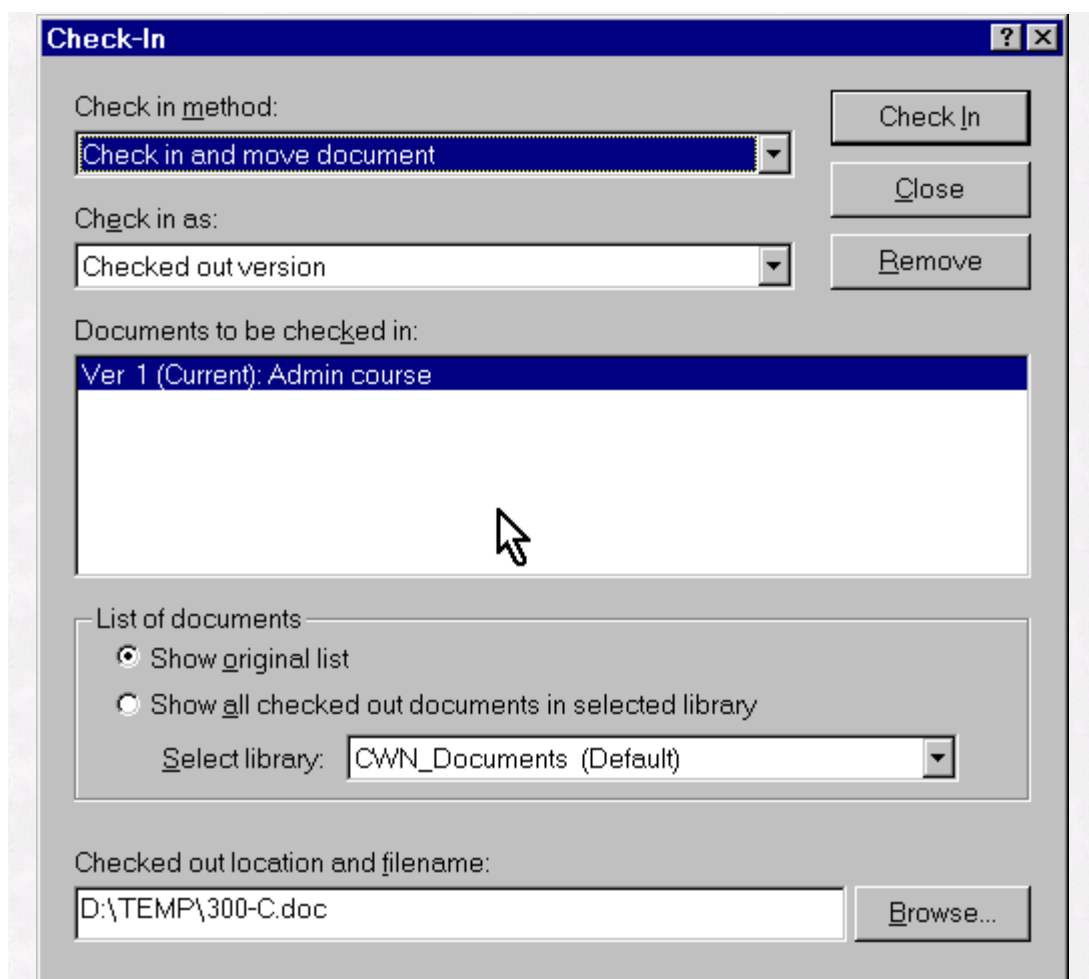 Check-In
Check in method:
Check In
Check in and move document
Close
Check in as:
Checked out version
Remove
Documents to be checked in:
Ver 1 (Current): Admin course
List of documents
Show original list
Show all checked out documents in selected library
Select library: CWN_Documents (Default)
Checked out location and filename:
D:\TEMP\300-C.doc
Browse...